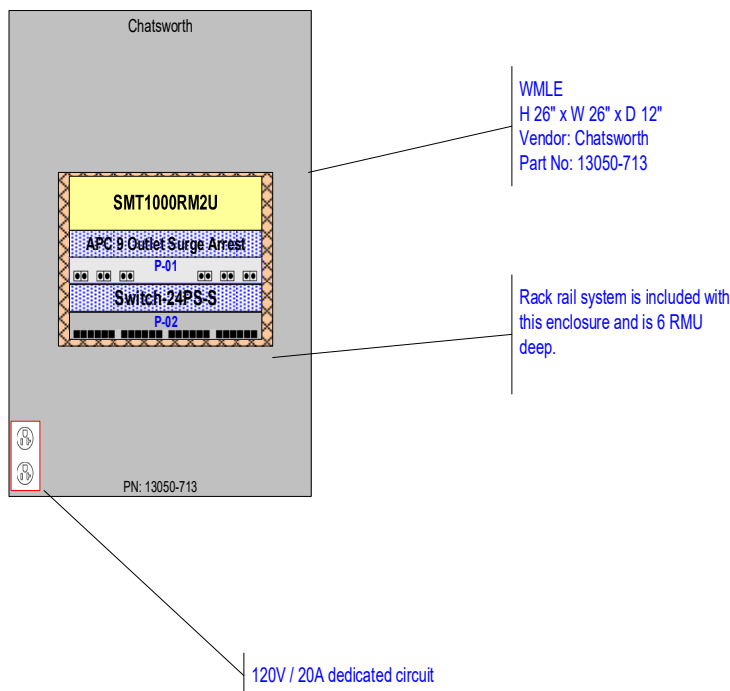 Chatsworth
WMLE
H 26" x W 26" x D 12"
Vendor: Chatsworth
Part No: 13050-713
SMT1000RM2U
APC 9 Outlet Surge Arrest
P-01
Switch-24PS-S
P-02
Rack rail system is included with
this enclosure and is 6 RMU
deep.
PN: 13050-713
120V / 20A dedicated circuit